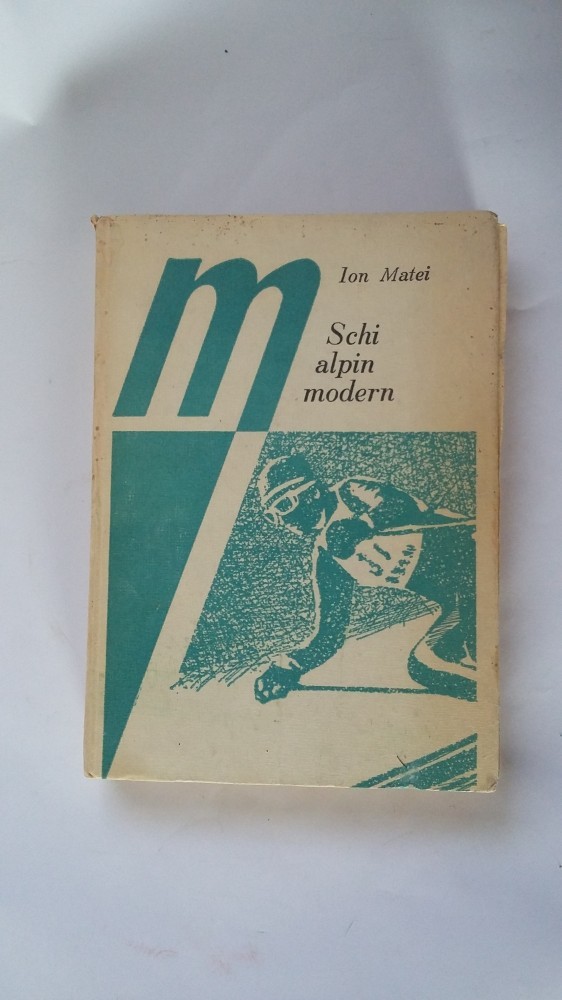 m
Ion Matei
Schi
alpin
modern